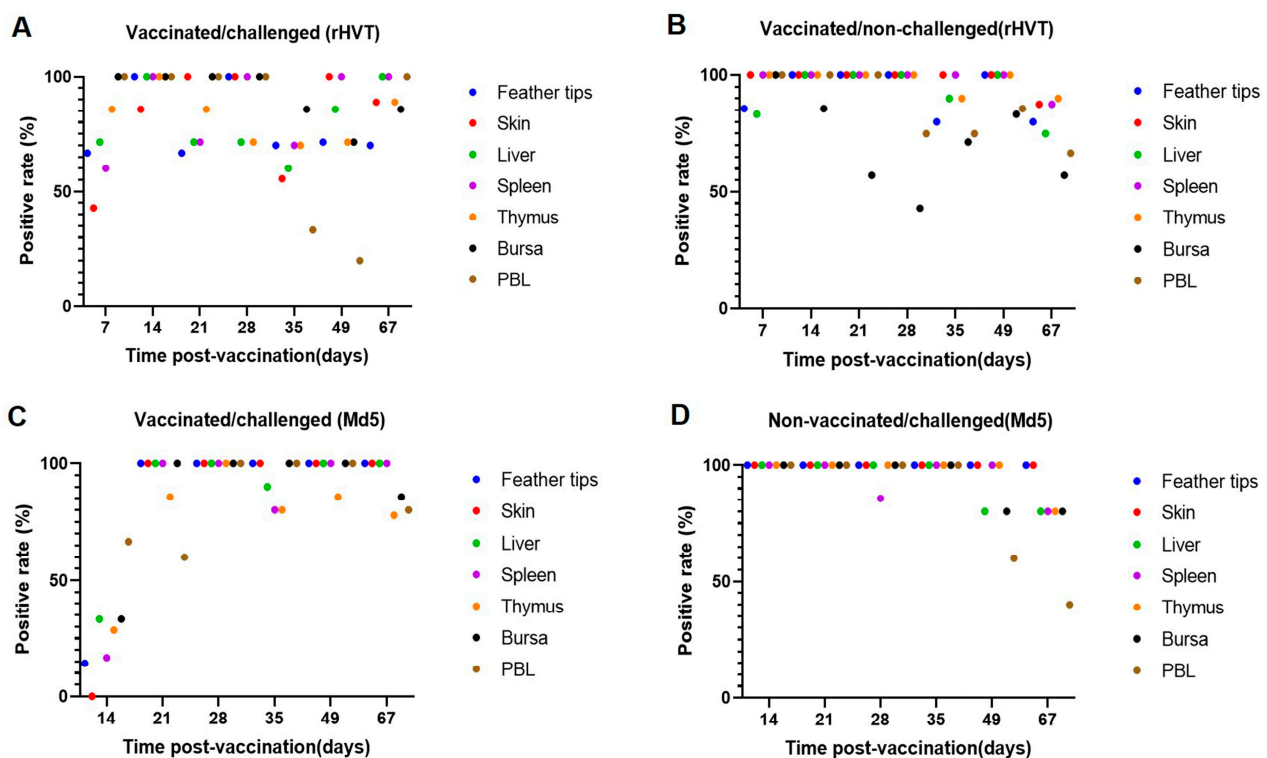 A
Vaccinated/challenged (rHVT)
Positive rate (%)
100
50
0
7 14 21 28 35 49 67
Time post-vaccination(days)
Feather tips
Skin
Liver
Spleen
Thymus
Bursa
PBL
B
Vaccinated/non-challenged(rHVT)
Positive rate (%)
100
50
0
7 14 21 28 35 49 67
Time post-vaccination(days)
Feather tips
Skin
Liver
Spleen
Thymus
Bursa
PBL
C
Vaccinated/challenged (Md5)
Positive rate (%)
100
50
0
14 21 28 35 49 67
Time post-vaccination(days)
Feather tips
Skin
Liver
Spleen
Thymus
Bursa
PBL
D
Non-vaccinated/challenged(Md5)
Positive rate (%)
100
50
0
14 21 28 35 49 67
Time post-vaccination(days)
Feather tips
Skin
Liver
Spleen
Thymus
Bursa
PBL